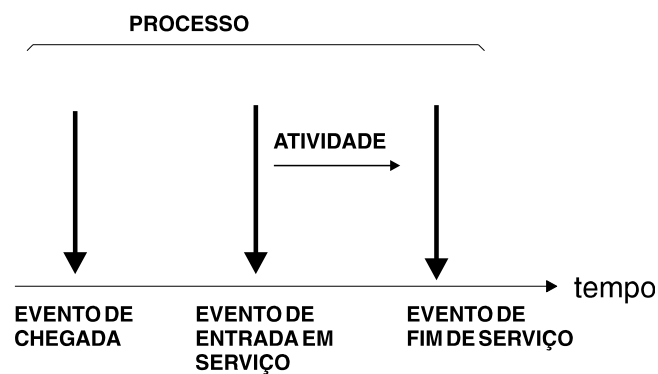 PROCESSO
ATIVIDADE
tempo
EVENTO DE
CHEGADA
EVENTO DE
ENTRADA EM
SERVIÇO
EVENTO DE
FIM DE SERVIÇO